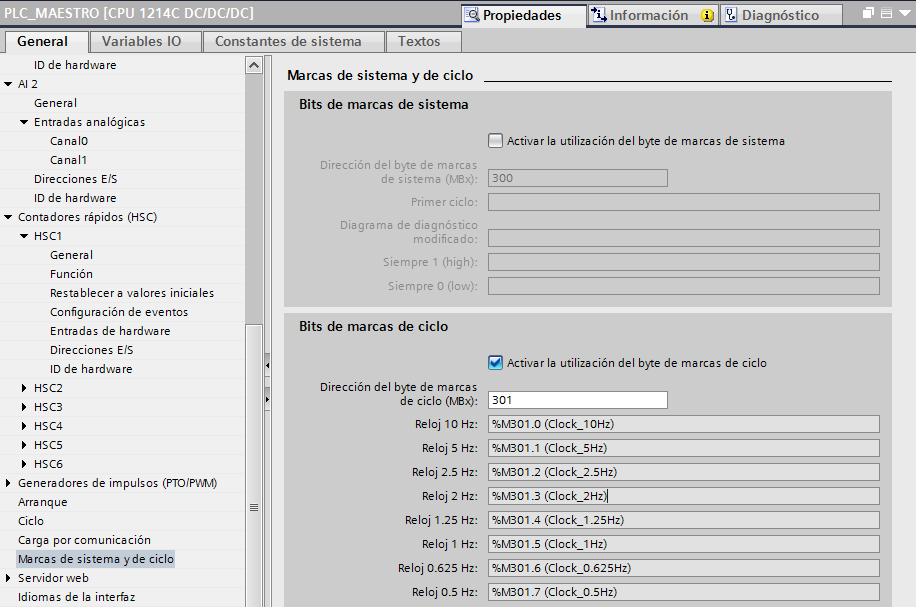 PLC_MAESTRO [CPU 1214C DC/DC/DC]
Propiedades
Información
Diagnóstico
General
Variables IO
Constantes de sistema
Textos
ID de hardware
AI 2
General
Entradas analógicas
Canal0
Canal1
Direcciones E/S
ID de hardware
Contadores rápidos (HSC)
HSC1
General
Función
Restablecer a valores iniciales
Configuración de eventos
Entradas de hardware
Direcciones E/S
ID de hardware
HSC2
HSC3
HSC4
HSC5
HSC6
Generadores de impulsos (PTO/PWM)
Arranque
Ciclo
Carga por comunicación
Marcas de sistema y de ciclo
Servidor web
Idiomas de la interfaz
Marcas de sistema y de ciclo
Bits de marcas de sistema
Activar la utilización del byte de marcas de sistema
Dirección del byte de marcas
de sistema (MBx): 300
Primer ciclo:
Diagrama de diagnóstico
modificado:
Siempre 1 (high):
Siempre 0 (low):
Bits de marcas de ciclo
Activar la utilización del byte de marcas de ciclo
Dirección del byte de marcas
de ciclo (MBx): 301
Reloj 10 Hz: %M301.0 (Clock_10Hz)
Reloj 5 Hz: %M301.1 (Clock_5Hz)
Reloj 2.5 Hz: %M301.2 (Clock_2.5Hz)
Reloj 2 Hz: %M301.3 (Clock_2Hz)
Reloj 1.25 Hz: %M301.4 (Clock_1.25Hz)
Reloj 1 Hz: %M301.5 (Clock_1Hz)
Reloj 0.625 Hz: %M301.6 (Clock_0.625Hz)
Reloj 0.5 Hz: %M301.7 (Clock_0.5Hz)